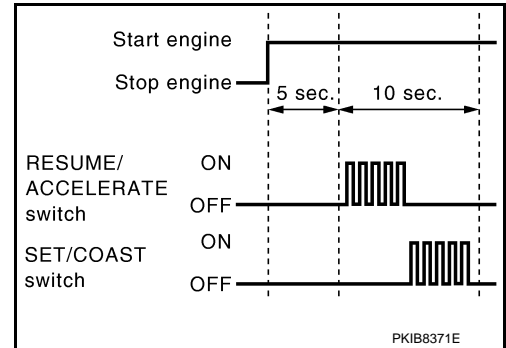 Start engine
Stop engine
5 sec.
10 sec.
RESUME/
ACCELERATE
switch
ON
OFF
SET/COAST
switch
ON
OFF
PKIB8371E